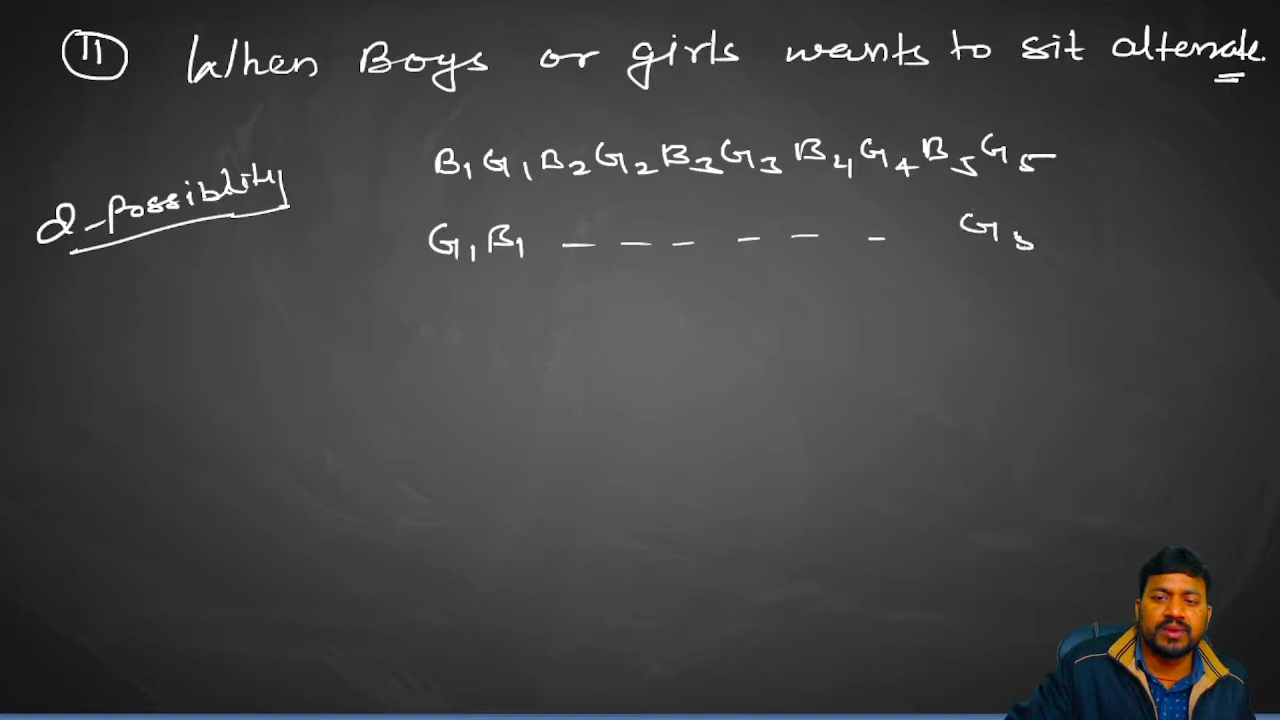 11 When Boys or girls wants to sit alternate.
B1 G1 B2 G2 B3 G3 B4 G4 B5 G5
2-Possibility
G1 B1 — — — — — — G5